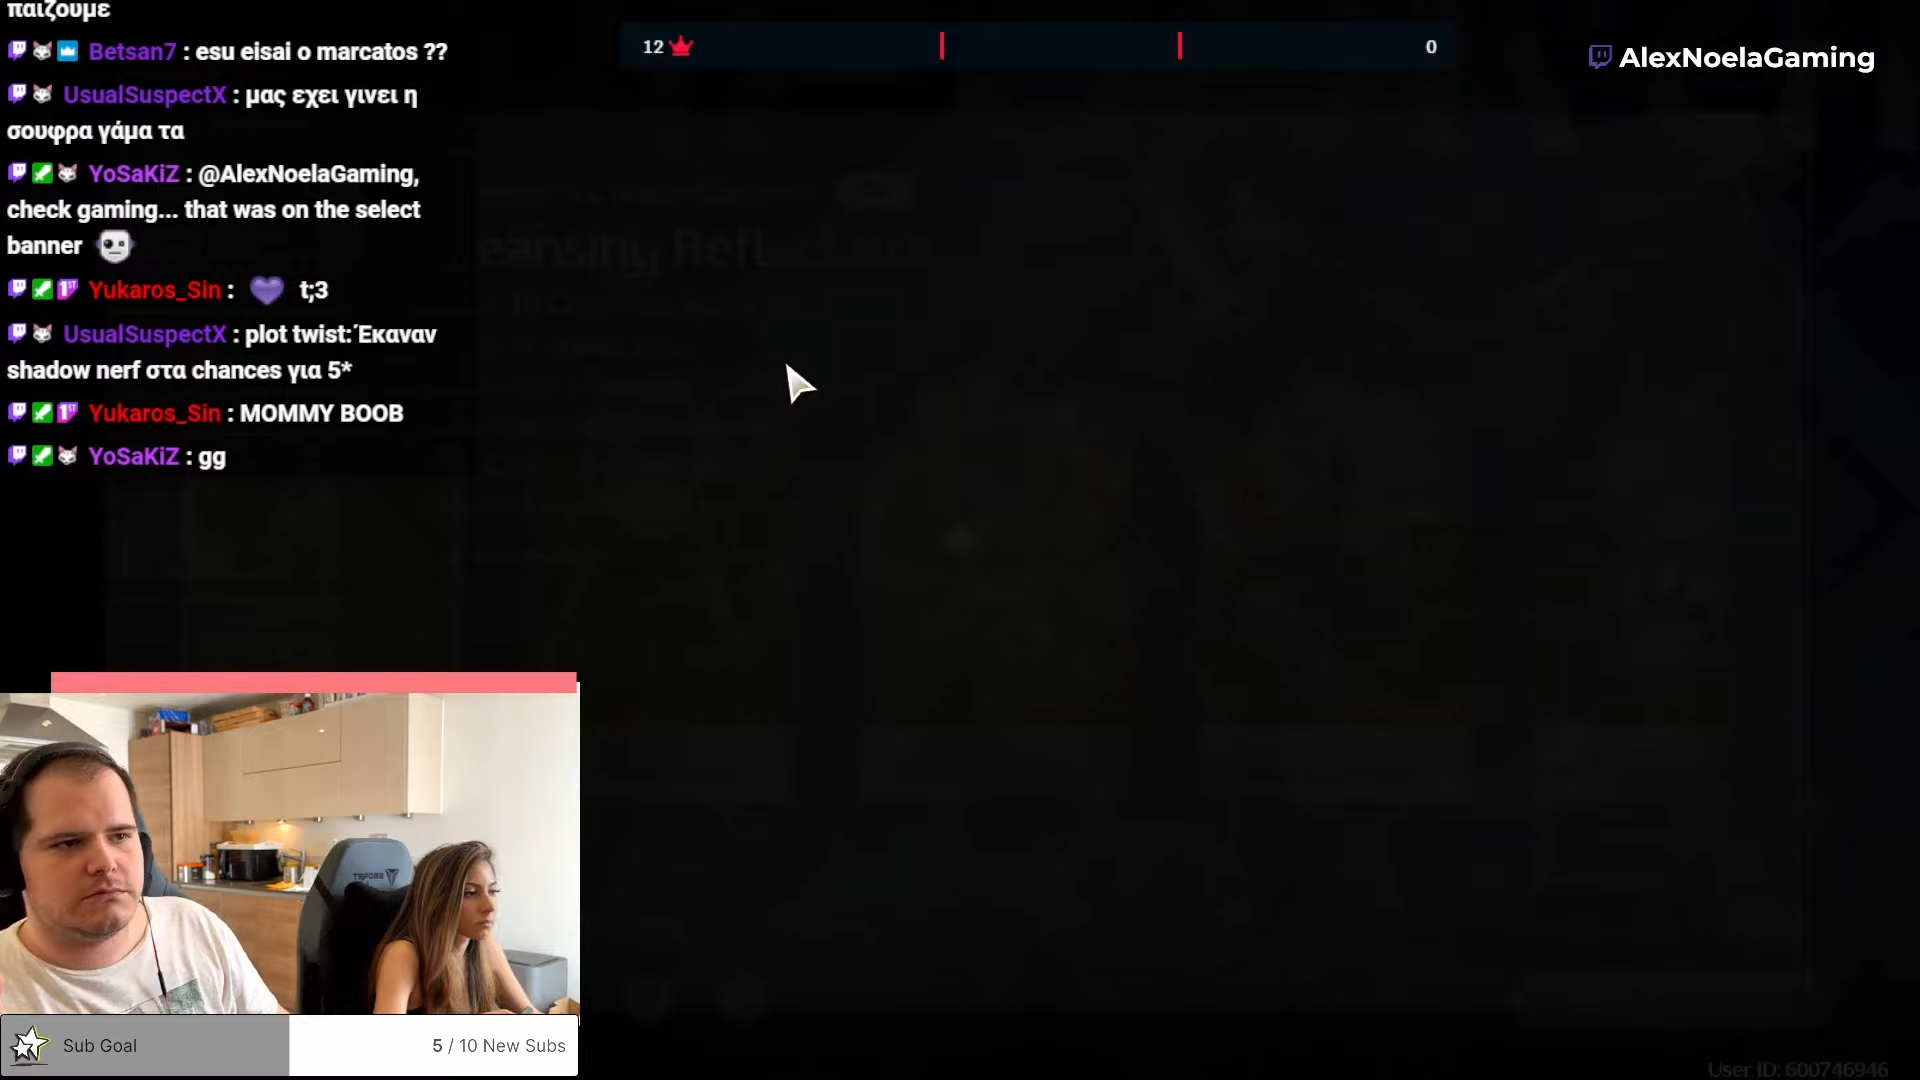 παίζουμε
Betsan7 : esu eisai o marcatos ??
UsualSuspectX : μας εχει γινει η
σουφρα γάμα τα
YoSaKiZ : @AlexNoelaGaming,
check gaming... that was on the select
banner
Yukaros_Sin : t;3
UsualSuspectX : plot twist: Έκαναν
shadow nerf στα chances για 5*
Yukaros_Sin : MOMMY BOOB
YoSaKiZ : gg
12
0
AlexNoelaGaming
Sub Goal
5 / 10 New Subs
User ID: 600746946